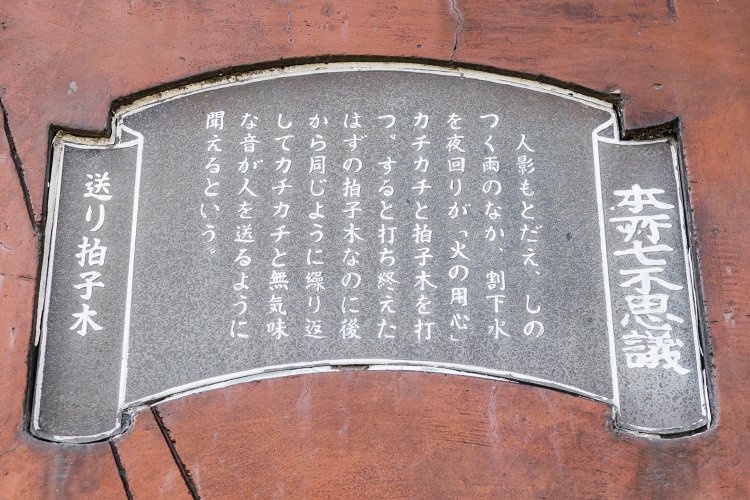 本所七不思議
人影もとだえ、しの
つく雨のなか、割下水
を夜回りが「火の用心」
カチカチと拍子木を打
つ。すると打ち終えた
はずの拍子木なのに後
から同じように繰り返
してカチカチと無気味
な音が人を送るように
聞えるという。
送り拍子木